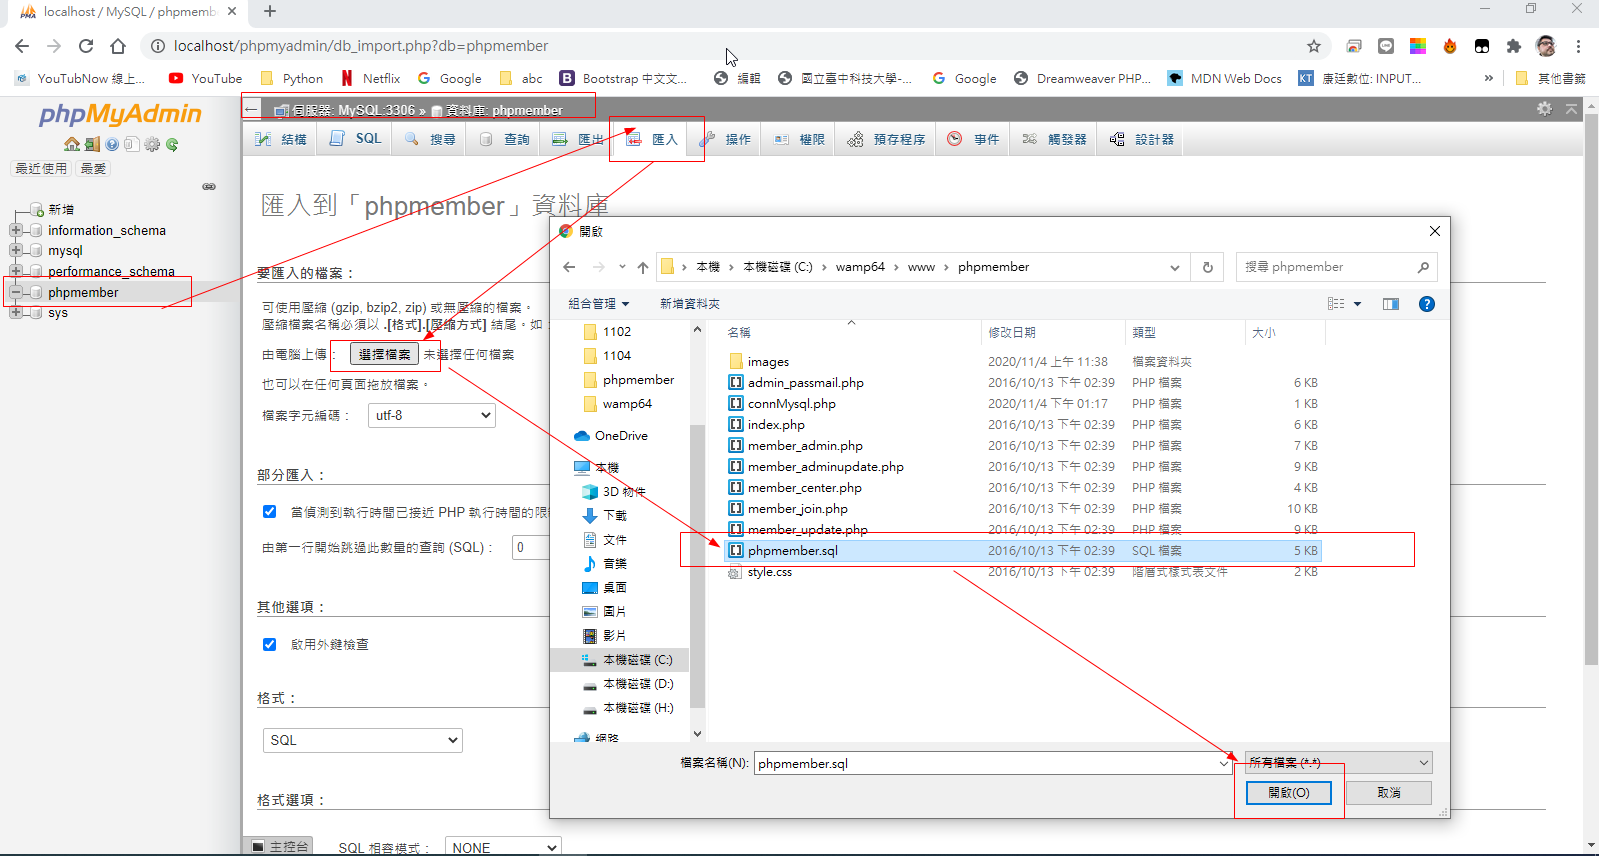 localhost / MySQL / phpmemb
localhost/phpmyadmin/db_import.php?db=phpmember
YouTubNow 線上... YouTube Python Netflix Google abc Bootstrap 中文文... 編輯 國立臺中科技大學-... Google Dreamweaver PHP... MDN Web Docs KT 康廷數位: INPUT... » 其他書籤
phpMyAdmin
最近使用 最愛
新增
information_schema
mysql
performance_schema
phpmember
sys
伺服器: MySQL:3306 » 資料庫: phpmember
結構 SQL 搜尋 查詢 匯出 匯入 操作 權限 預存程序 事件 觸發器 設計器
匯入到「phpmember」資料庫
要匯入的檔案：
可使用壓縮 (gzip, bzip2, zip) 或無壓縮的檔案。
壓縮檔案名稱必須以 .[格式].[壓縮方式] 結尾。如：
由電腦上傳： 選擇檔案 未選擇任何檔案
也可以在任何頁面拖放檔案。
檔案字元編碼： utf-8
部分匯入：
當偵測到執行時間已接近 PHP 執行時間的限
由第一行開始跳過此數量的查詢 (SQL)： 0
其他選項：
啟用外鍵檢查
格式：
SQL
格式選項：
主控台 SQL 相容模式： NONE
開啟
本機 › 本機磁碟 (C:) › wamp64 › www › phpmember
搜尋 phpmember
組合管理 新增資料夾
1102
1104
phpmember
wamp64
OneDrive
本機
3D 物件
下載
文件
音樂
桌面
圖片
影片
本機磁碟 (C:)
本機磁碟 (D:)
本機磁碟 (H:)
網路
名稱 修改日期 類型 大小
images 2020/11/4 上午 11:38 檔案資料夾
admin_passmail.php 2016/10/13 下午 02:39 PHP 檔案 6 KB
connMysql.php 2020/11/4 下午 01:17 PHP 檔案 1 KB
index.php 2016/10/13 下午 02:39 PHP 檔案 6 KB
member_admin.php 2016/10/13 下午 02:39 PHP 檔案 7 KB
member_adminupdate.php 2016/10/13 下午 02:39 PHP 檔案 9 KB
member_center.php 2016/10/13 下午 02:39 PHP 檔案 4 KB
member_join.php 2016/10/13 下午 02:39 PHP 檔案 10 KB
member_update.php 2016/10/13 下午 02:39 PHP 檔案 9 KB
phpmember.sql 2016/10/13 下午 02:39 SQL 檔案 5 KB
style.css 2016/10/13 下午 02:39 階層式樣式表文件 2 KB
檔案名稱(N): phpmember.sql 所有檔案 (*.*)
開啟(O) 取消